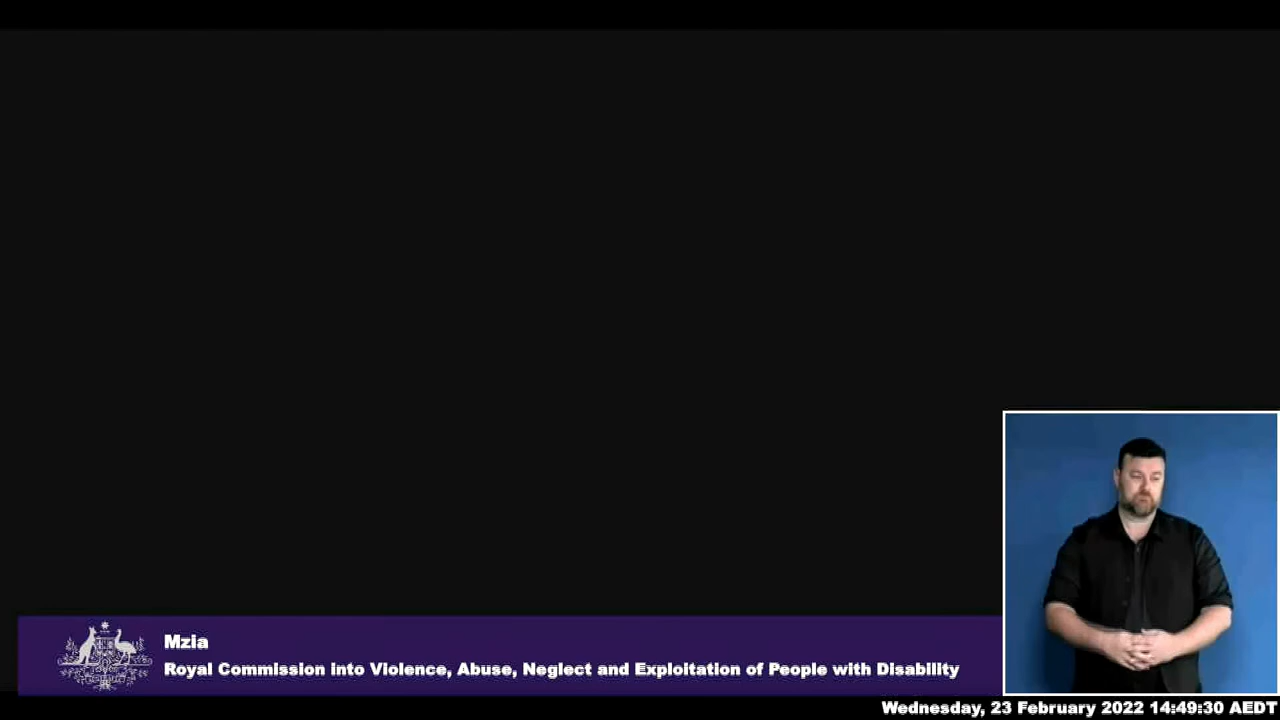 Mzia
Royal Commission into Violence, Abuse, Neglect and Exploitation of People with Disability
Wednesday, 23 February 2022 14:49:30 AEDT